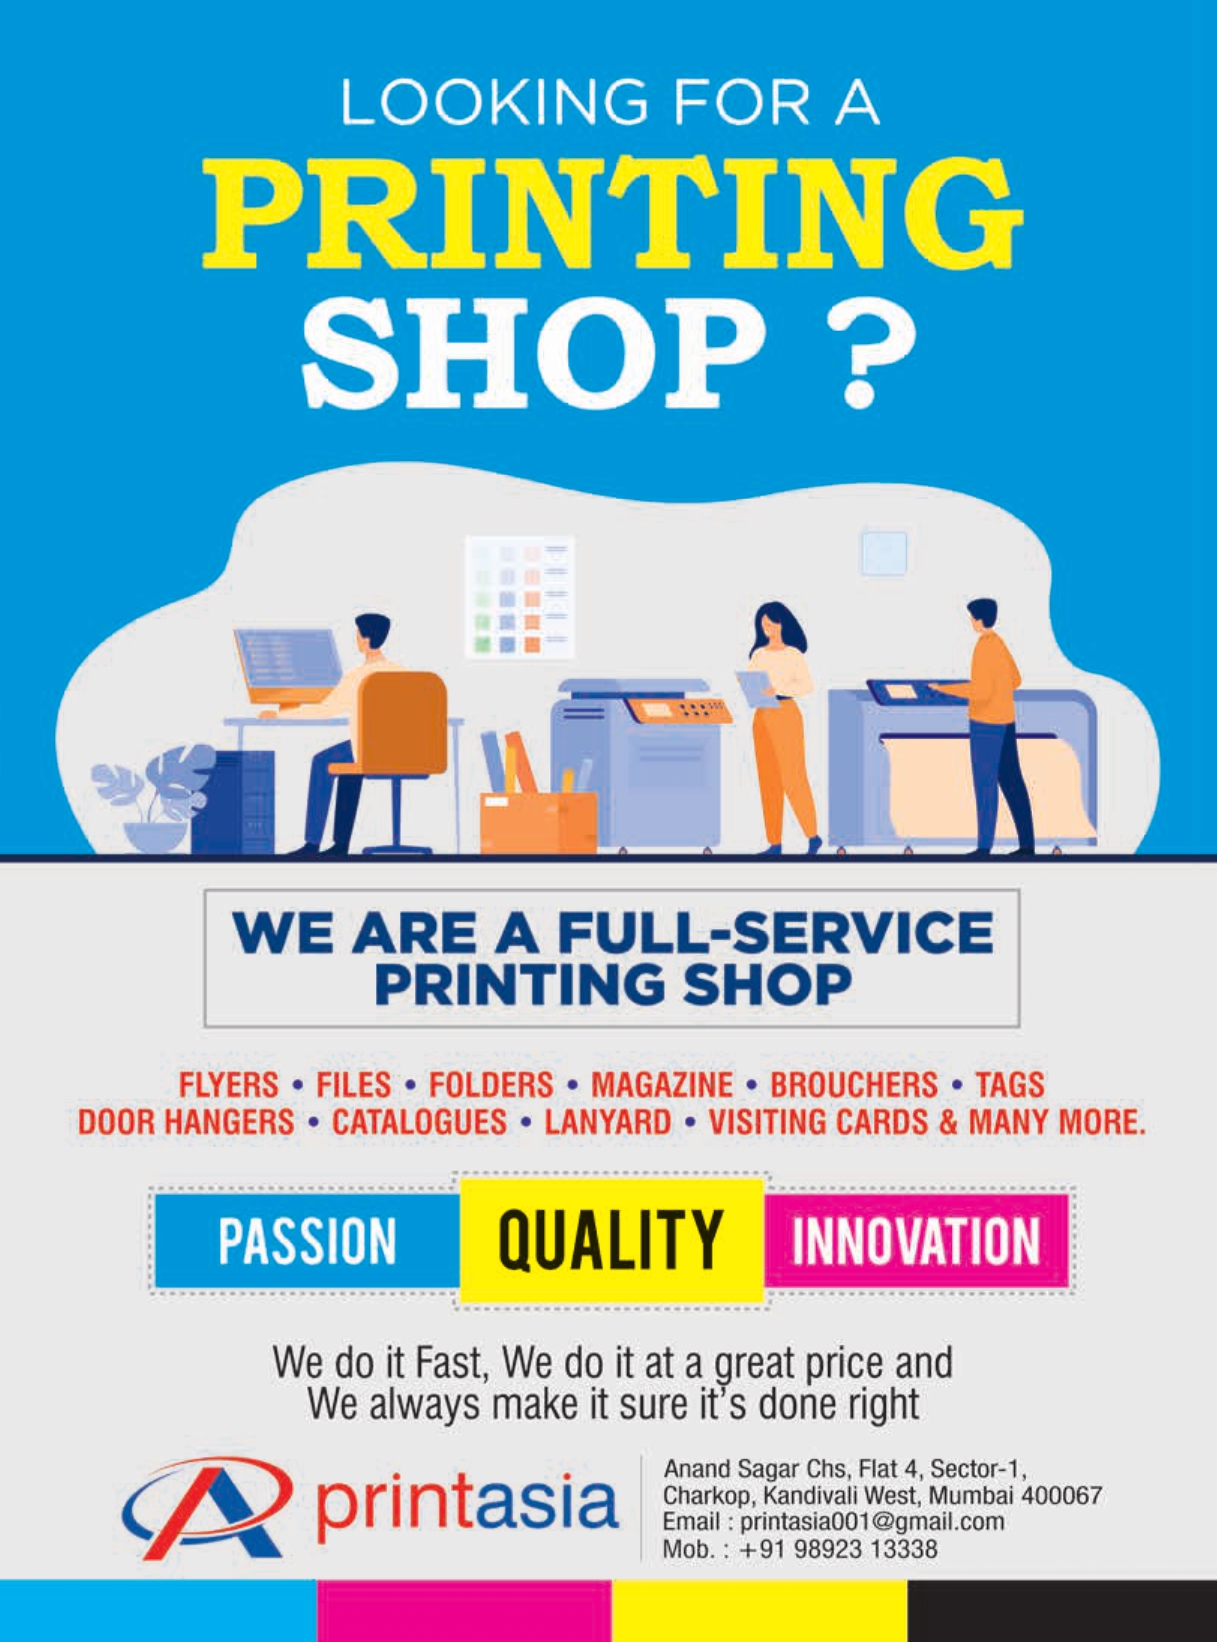 LOOKING FOR A
PRINTING
SHOP ?
WE ARE A FULL-SERVICE
PRINTING SHOP
FLYERS • FILES • FOLDERS • MAGAZINE • BROUCHERS • TAGS
DOOR HANGERS • CATALOGUES • LANYARD • VISITING CARDS & MANY MORE.
PASSION QUALITY INNOVATION
We do it Fast, We do it at a great price and
We always make it sure it's done right
printasia
Anand Sagar Chs, Flat 4, Sector-1,
Charkop, Kandivali West, Mumbai 400067
Email : printasia001@gmail.com
Mob. : +91 98923 13338